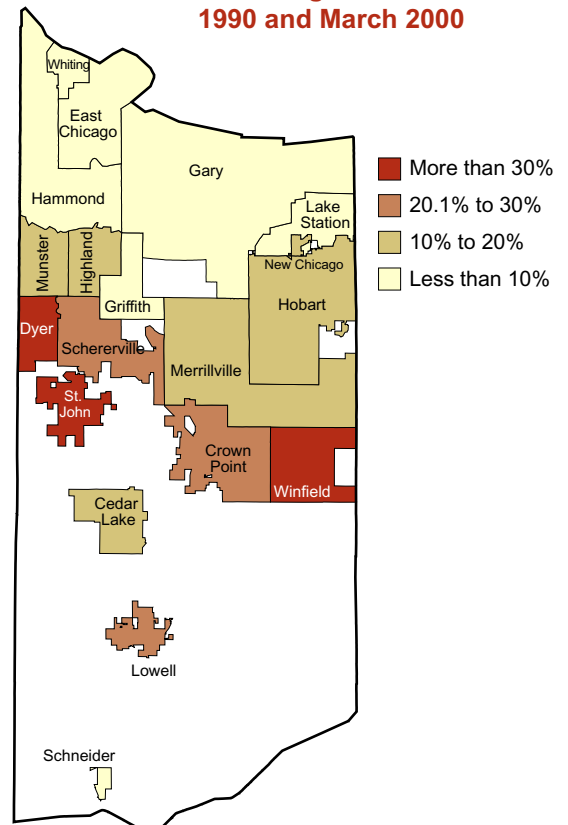 1990 and March 2000
Whiting
East
Chicago
Gary
Hammond
Lake
Station
New Chicago
Munster
Highland
Griffith
Hobart
Dyer
Schererville
Merrillville
St.
John
Crown
Point
Winfield
Cedar
Lake
Lowell
Schneider
More than 30%
20.1% to 30%
10% to 20%
Less than 10%